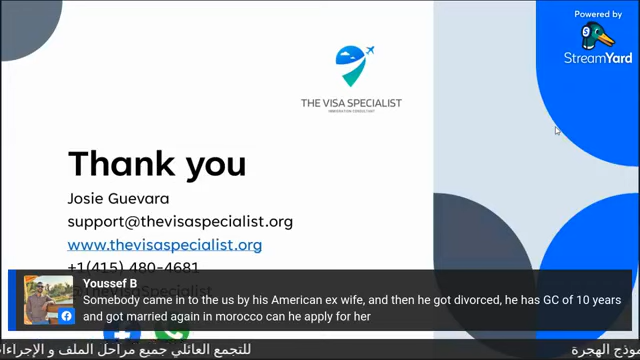 Powered by
StreamYard
THE VISA SPECIALIST
IMMIGRATION CONSULTANT
Thank you
Josie Guevara
support@thevisaspecialist.org
www.thevisaspecialist.org
+1(415) 480-4681
Youssef B
Somebody came in to the us by his American ex wife, and then he got divorced, he has GC of 10 years
and got married again in morocco can he apply for her
للتجمع العائلي جميع مراحل الملف و الإجراءات
الهجرة